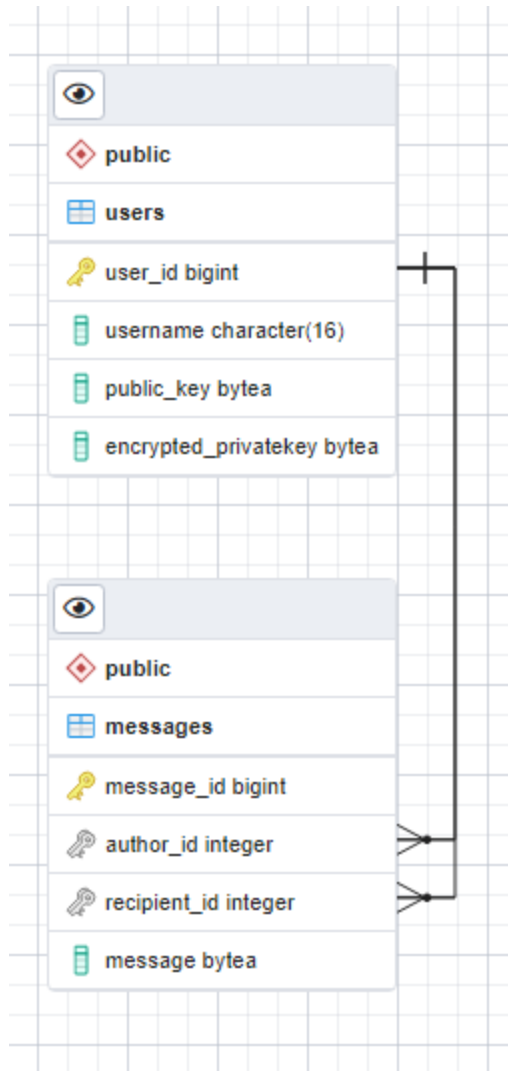 public
users
user_id bigint
username character(16)
public_key bytea
encrypted_privatekey bytea
public
messages
message_id bigint
author_id integer
recipient_id integer
message bytea